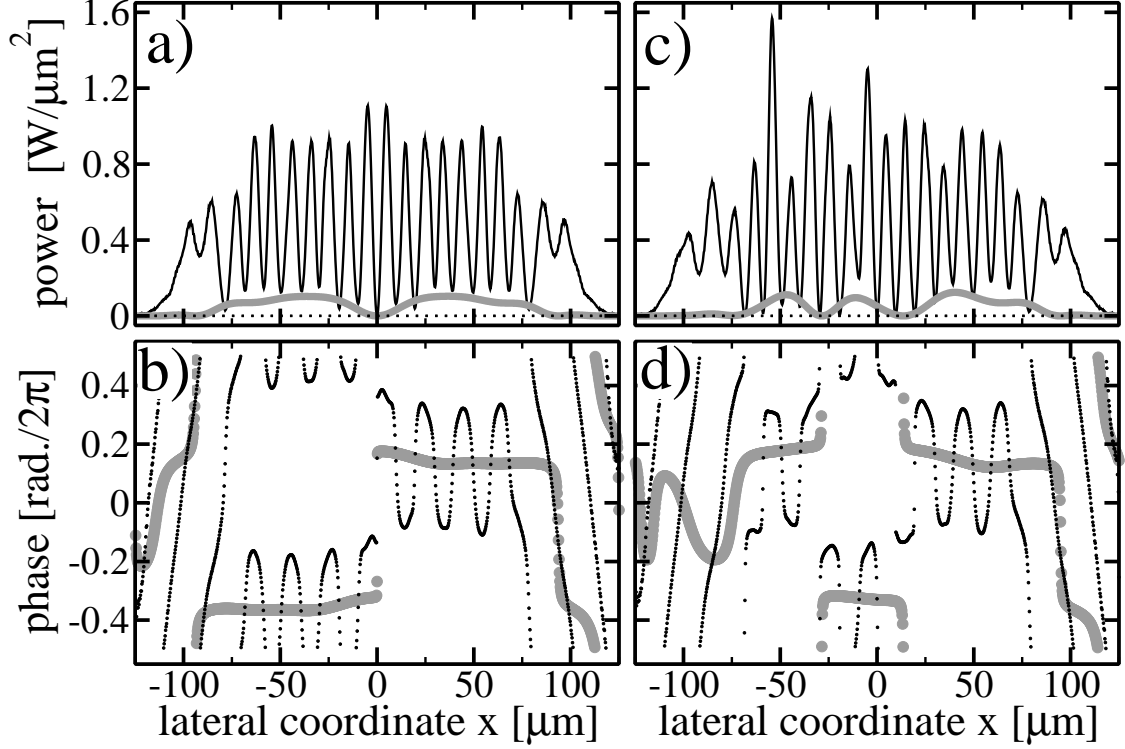 a)
c)
power [W/μm²]
1.6
1.2
0.8
0.4
0
b)
d)
phase [rad./2π]
0.4
0.2
0
-0.2
-0.4
-100 -50 0 50 100 -100 -50 0 50 100
lateral coordinate x [μm] lateral coordinate x [μm]